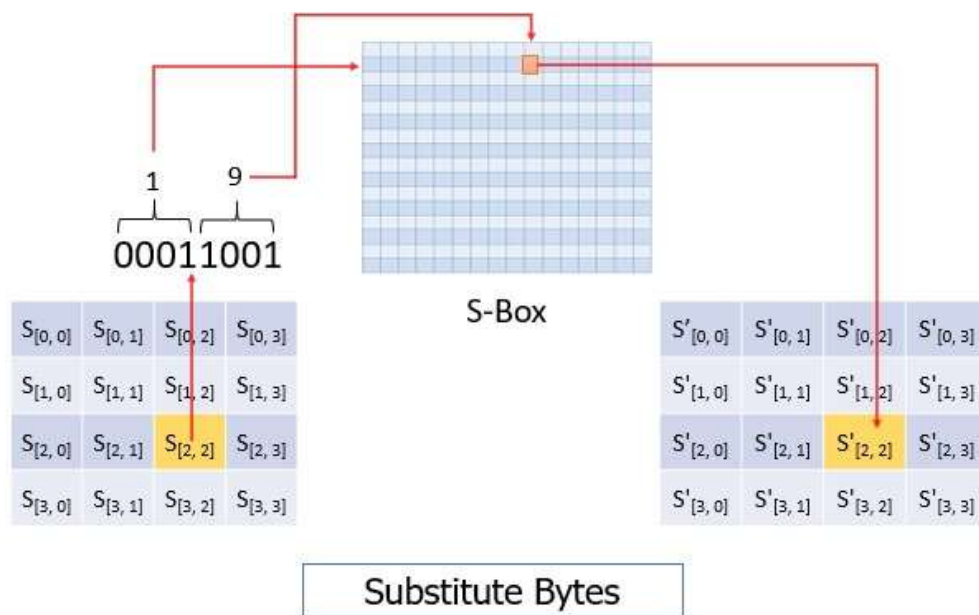 1 9
00011001
S-Box
S[0, 0] S[0, 1] S[0, 2] S[0, 3]
S[1, 0] S[1, 1] S[1, 2] S[1, 3]
S[2, 0] S[2, 1] S[2, 2] S[2, 3]
S[3, 0] S[3, 1] S[3, 2] S[3, 3]
S'[0, 0] S'[0, 1] S'[0, 2] S'[0, 3]
S'[1, 0] S'[1, 1] S'[1, 2] S'[1, 3]
S'[2, 0] S'[2, 1] S'[2, 2] S'[2, 3]
S'[3, 0] S'[3, 1] S'[3, 2] S'[3, 3]
Substitute Bytes